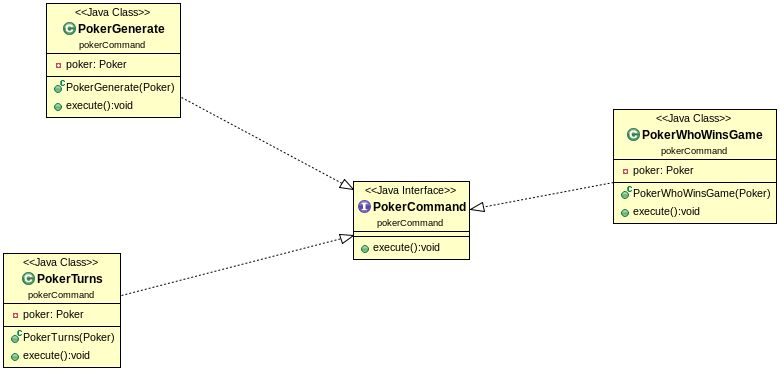 <<Java Class>>
PokerGenerate
pokerCommand
poker: Poker
PokerGenerate(Poker)
execute():void
<<Java Class>>
PokerWhoWinsGame
pokerCommand
poker: Poker
PokerWhoWinsGame(Poker)
execute():void
<<Java Interface>>
PokerCommand
pokerCommand
execute():void
<<Java Class>>
PokerTurns
pokerCommand
poker: Poker
PokerTurns(Poker)
execute():void